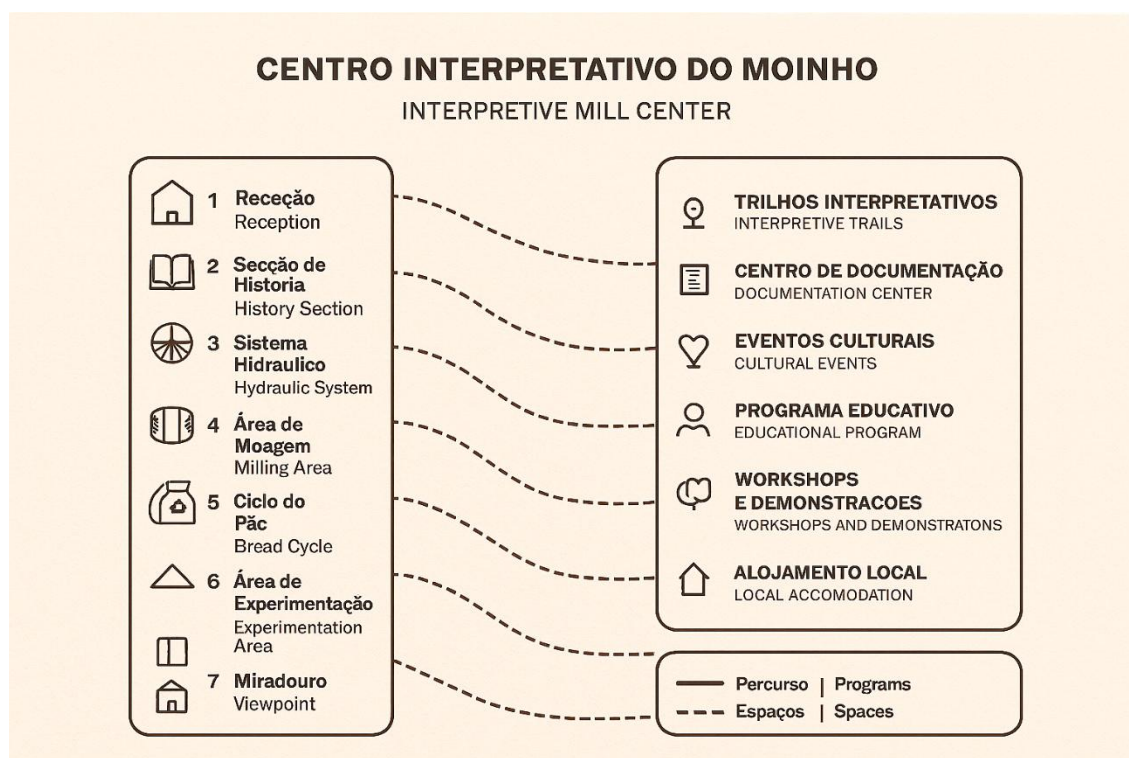 CENTRO INTERPRETATIVO DO MOINHO
INTERPRETIVE MILL CENTER
1 Receção
Reception
2 Secção de
Historia
History Section
3 Sistema
Hidraulico
Hydraulic System
4 Área de
Moagem
Milling Area
5 Ciclo do
Păc
Bread Cycle
6 Área de
Experimentação
Experimentation
Area
7 Miradouro
Viewpoint
TRILHOS INTERPRETATIVOS
INTERPRETIVE TRAILS
CENTRO DE DOCUMENTAÇÃO
DOCUMENTATION CENTER
EVENTOS CULTURAIS
CULTURAL EVENTS
PROGRAMA EDUCATIVO
EDUCATIONAL PROGRAM
WORKSHOPS
E DEMONSTRACOES
WORKSHOPS AND DEMONSTRATONS
ALOJAMENTO LOCAL
LOCAL ACCOMODATION
Percurso | Programs
Espaços | Spaces